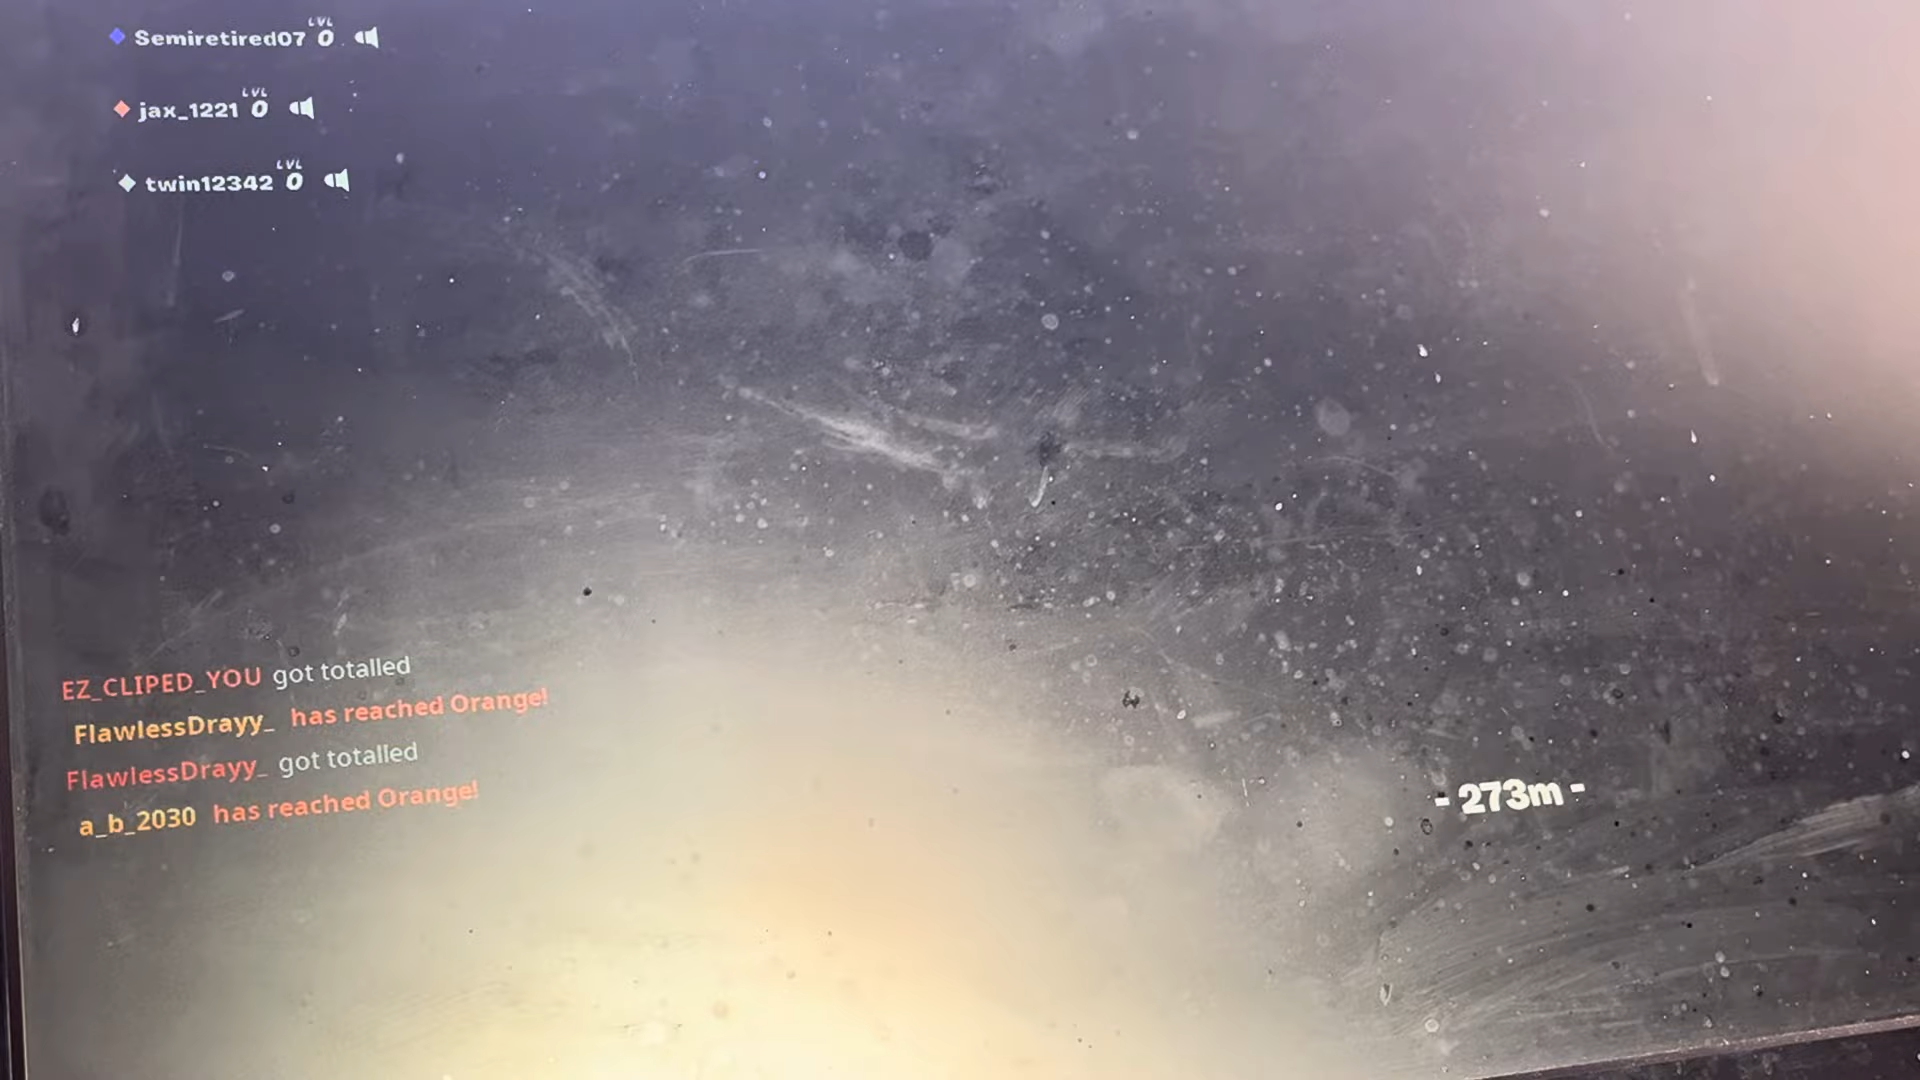 Semiretired07 LVL 0
jax_1221 LVL 0
twin12342 LVL 0
EZ_CLIPED_YOU got totalled
FlawlessDrayy_ has reached Orange!
FlawlessDrayy_ got totalled
a_b_2030 has reached Orange!
- 273m -